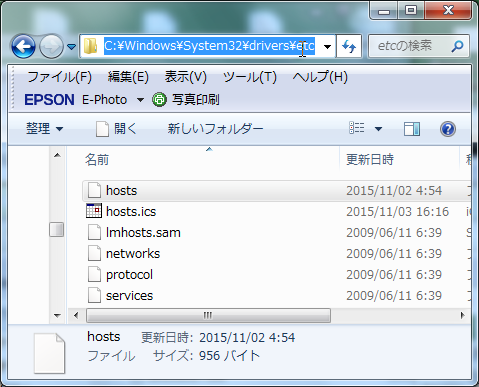 C:¥Windows¥System32¥drivers¥etc
etcの検索
ファイル(F) 編集(E) 表示(V) ツール(T) ヘルプ(H)
EPSON E-Photo 写真印刷
整理 開く 新しいフォルダー
名前 更新日時
hosts 2015/11/02 4:54
hosts.ics 2015/11/03 16:16
lmhosts.sam 2009/06/11 6:39
networks 2009/06/11 6:39
protocol 2009/06/11 6:39
services 2009/06/11 6:39
hosts 更新日時: 2015/11/02 4:54
ファイル サイズ: 956 バイト